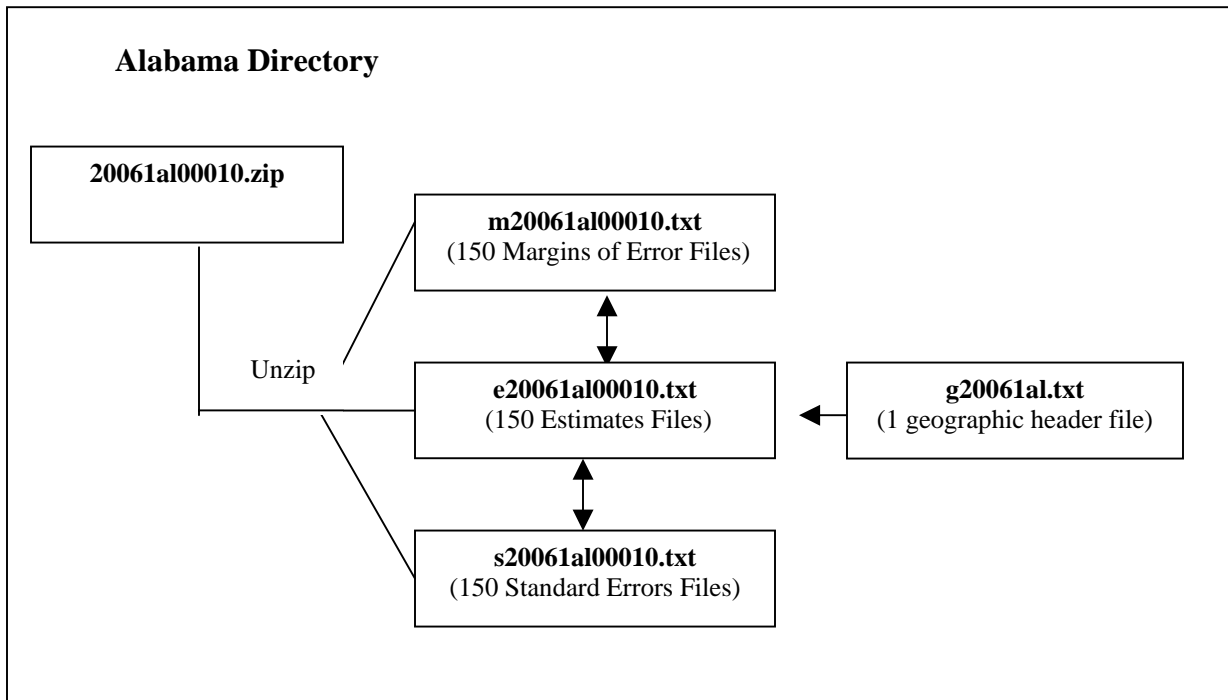 Alabama Directory
20061al00010.zip
m20061al00010.txt
(150 Margins of Error Files)
Unzip
e20061al00010.txt
(150 Estimates Files)
g20061al.txt
(1 geographic header file)
s20061al00010.txt
(150 Standard Errors Files)